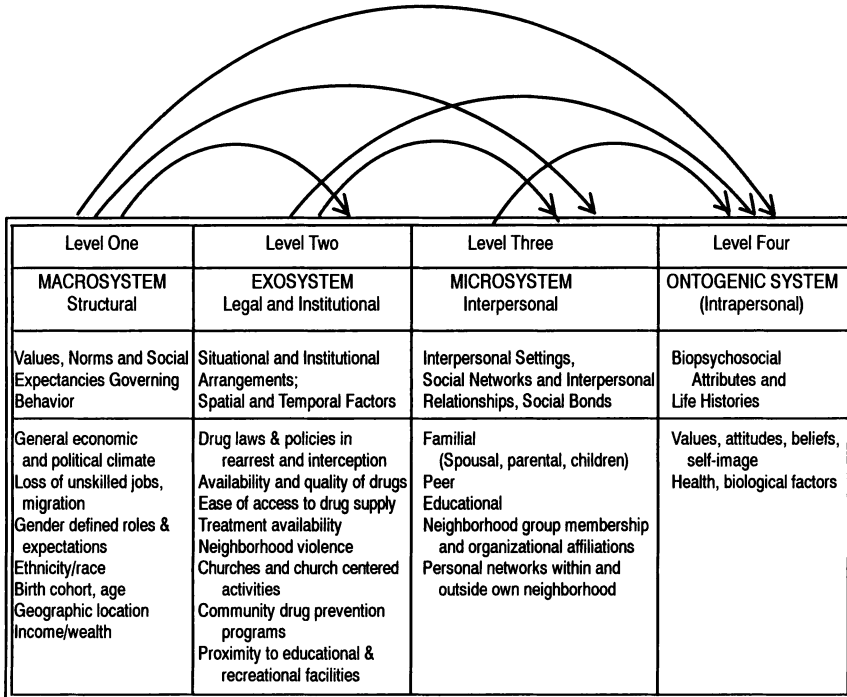 Level One
Level Two
Level Three
Level Four
MACROSYSTEM
Structural
EXOSYSTEM
Legal and Institutional
MICROSYSTEM
Interpersonal
ONTOGENIC SYSTEM
(Intrapersonal)
Values, Norms and Social
Expectancies Governing
Behavior
Situational and Institutional
Arrangements;
Spatial and Temporal Factors
Interpersonal Settings,
Social Networks and Interpersonal
Relationships, Social Bonds
Biopsychosocial
Attributes and
Life Histories
General economic
and political climate
Loss of unskilled jobs,
migration
Gender defined roles &
expectations
Ethnicity/race
Birth cohort, age
Geographic location
Income/wealth
Drug laws & policies in
rearrest and interception
Availability and quality of drugs
Ease of access to drug supply
Treatment availability
Neighborhood violence
Churches and church centered
activities
Community drug prevention
programs
Proximity to educational &
recreational facilities
Familial
(Spousal, parental, children)
Peer
Educational
Neighborhood group membership
and organizational affiliations
Personal networks within and
outside own neighborhood
Values, attitudes, beliefs,
self-image
Health, biological factors